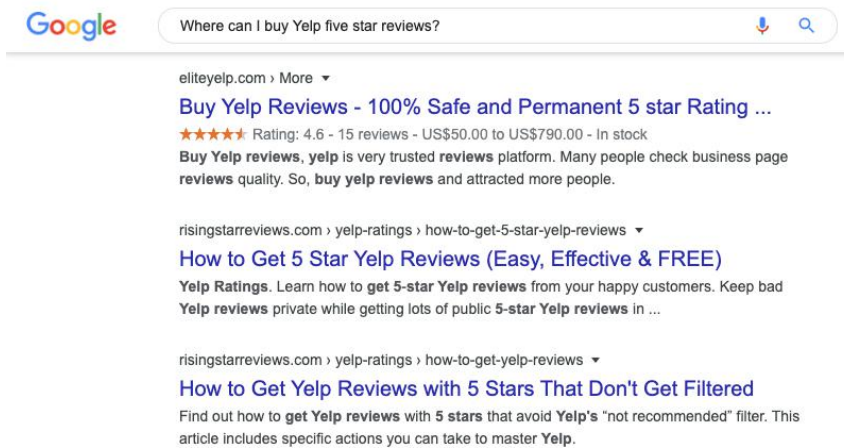 Google
Where can I buy Yelp five star reviews?
eliteyelp.com › More
Buy Yelp Reviews - 100% Safe and Permanent 5 star Rating ...
Rating: 4.6 - 15 reviews - US$50.00 to US$790.00 - In stock
Buy Yelp reviews, yelp is very trusted reviews platform. Many people check business page
reviews quality. So, buy yelp reviews and attracted more people.
risingstarreviews.com › yelp-ratings › how-to-get-5-star-yelp-reviews
How to Get 5 Star Yelp Reviews (Easy, Effective & FREE)
Yelp Ratings. Learn how to get 5-star Yelp reviews from your happy customers. Keep bad
Yelp reviews private while getting lots of public 5-star Yelp reviews in ...
risingstarreviews.com › yelp-ratings › how-to-get-yelp-reviews
How to Get Yelp Reviews with 5 Stars That Don't Get Filtered
Find out how to get Yelp reviews with 5 stars that avoid Yelp's “not recommended” filter. This
article includes specific actions you can take to master Yelp.